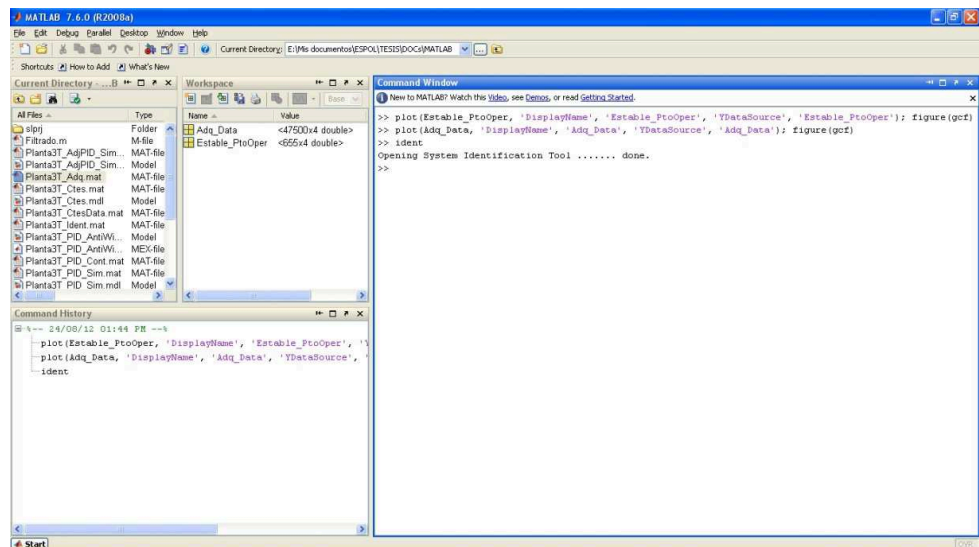 MATLAB 7.6.0 (R2008a)
File Edit Debug Parallel Desktop Window Help
Current Directory: E:\Mis documentos\ESPOL\TESIS\DOCs\MATLAB
Shortcuts How to Add What's New
Current Directory - ...B
All Files Type
slprj Folder
Filtrado.m M-file
Planta3T_AdjPID_Sim... MAT-file
Planta3T_AdjPID_Sim... Model
Planta3T_Adq.mat MAT-file
Planta3T_Ctes.mat MAT-file
Planta3T_Ctes.mdl Model
Planta3T_CtesData.mat MAT-file
Planta3T_Ident.mat MAT-file
Planta3T_PID_AntiWi... Model
Planta3T_PID_AntiWi... MEX-file
Planta3T_PID_Cont.mat MAT-file
Planta3T_PID_Sim.mat MAT-file
Planta3T_PID_Sim.mdl Model
Workspace
Base
Name Value
Adq_Data <47500x4 double>
Estable_PtoOper <655x4 double>
Command History
%-- 24/08/12 01:44 PM --%
plot(Estable_PtoOper, 'DisplayName', 'Estable_PtoOper', 'Y
plot(Adq_Data, 'DisplayName', 'Adq_Data', 'YDataSource', '
ident
Command Window
New to MATLAB? Watch this Video, see Demos, or read Getting Started.
>> plot(Estable_PtoOper, 'DisplayName', 'Estable_PtoOper', 'YDataSource', 'Estable_PtoOper'); figure(gcf)
>> plot(Adq_Data, 'DisplayName', 'Adq_Data', 'YDataSource', 'Adq_Data'); figure(gcf)
>> ident
Opening System Identification Tool ....... done.
>>
Start
OVR